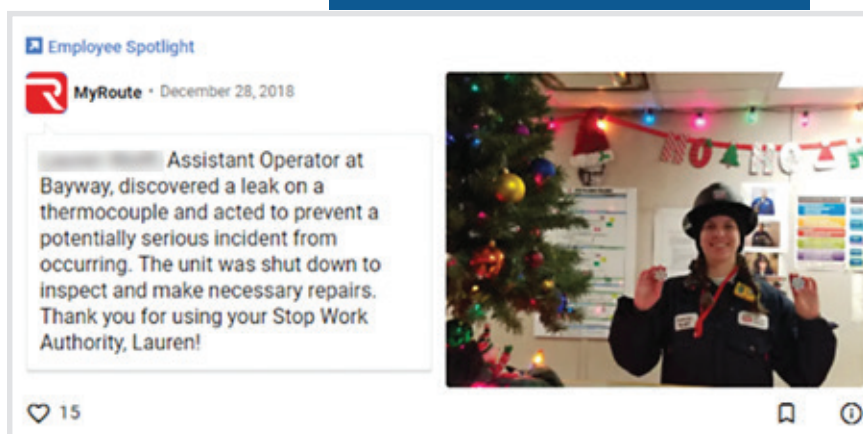 Employee Spotlight
MyRoute • December 28, 2018
Assistant Operator at
Bayway, discovered a leak on a
thermocouple and acted to prevent a
potentially serious incident from
occurring. The unit was shut down to
inspect and make necessary repairs.
Thank you for using your Stop Work
Authority, Lauren!
15